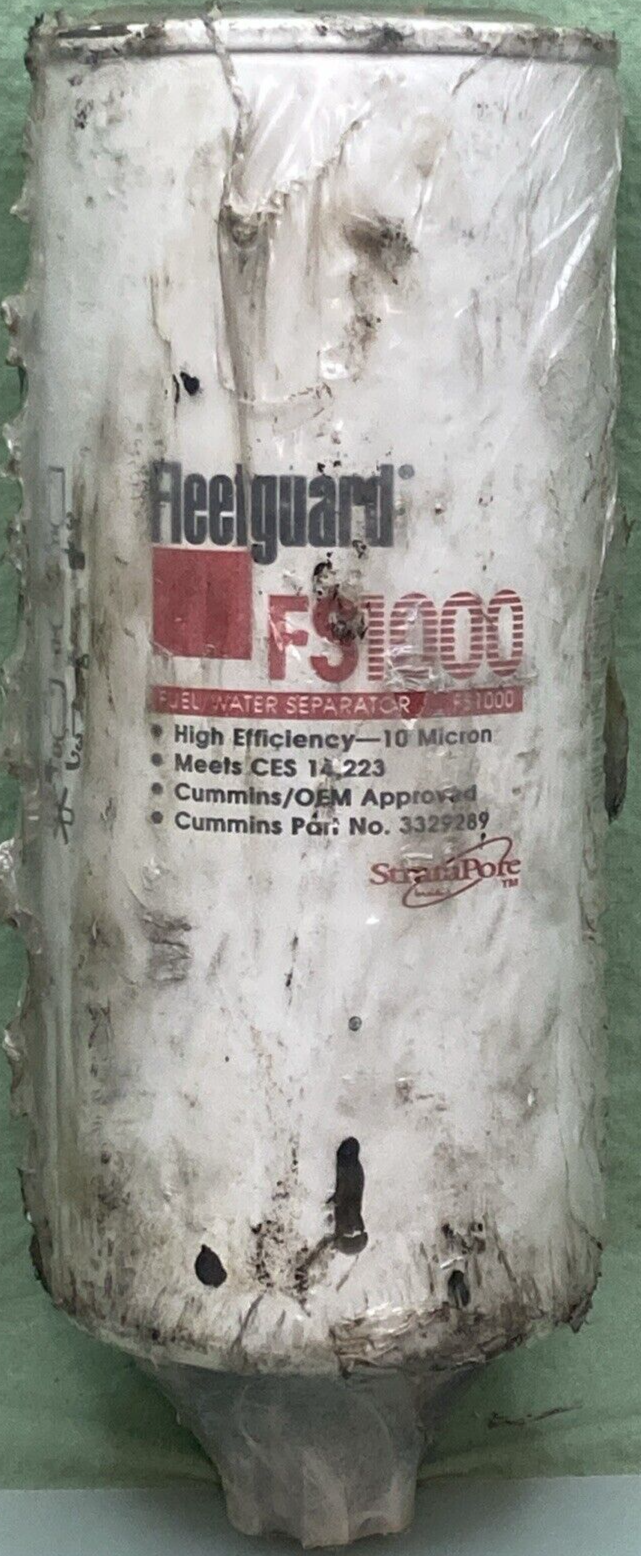 Fleetguard®
FS1000
FUEL/WATER SEPARATOR FS1000
• High Efficiency—10 Micron
• Meets CES 14,223
• Cummins/OEM Approved
• Cummins Part No. 3329289
StrataPore
TM